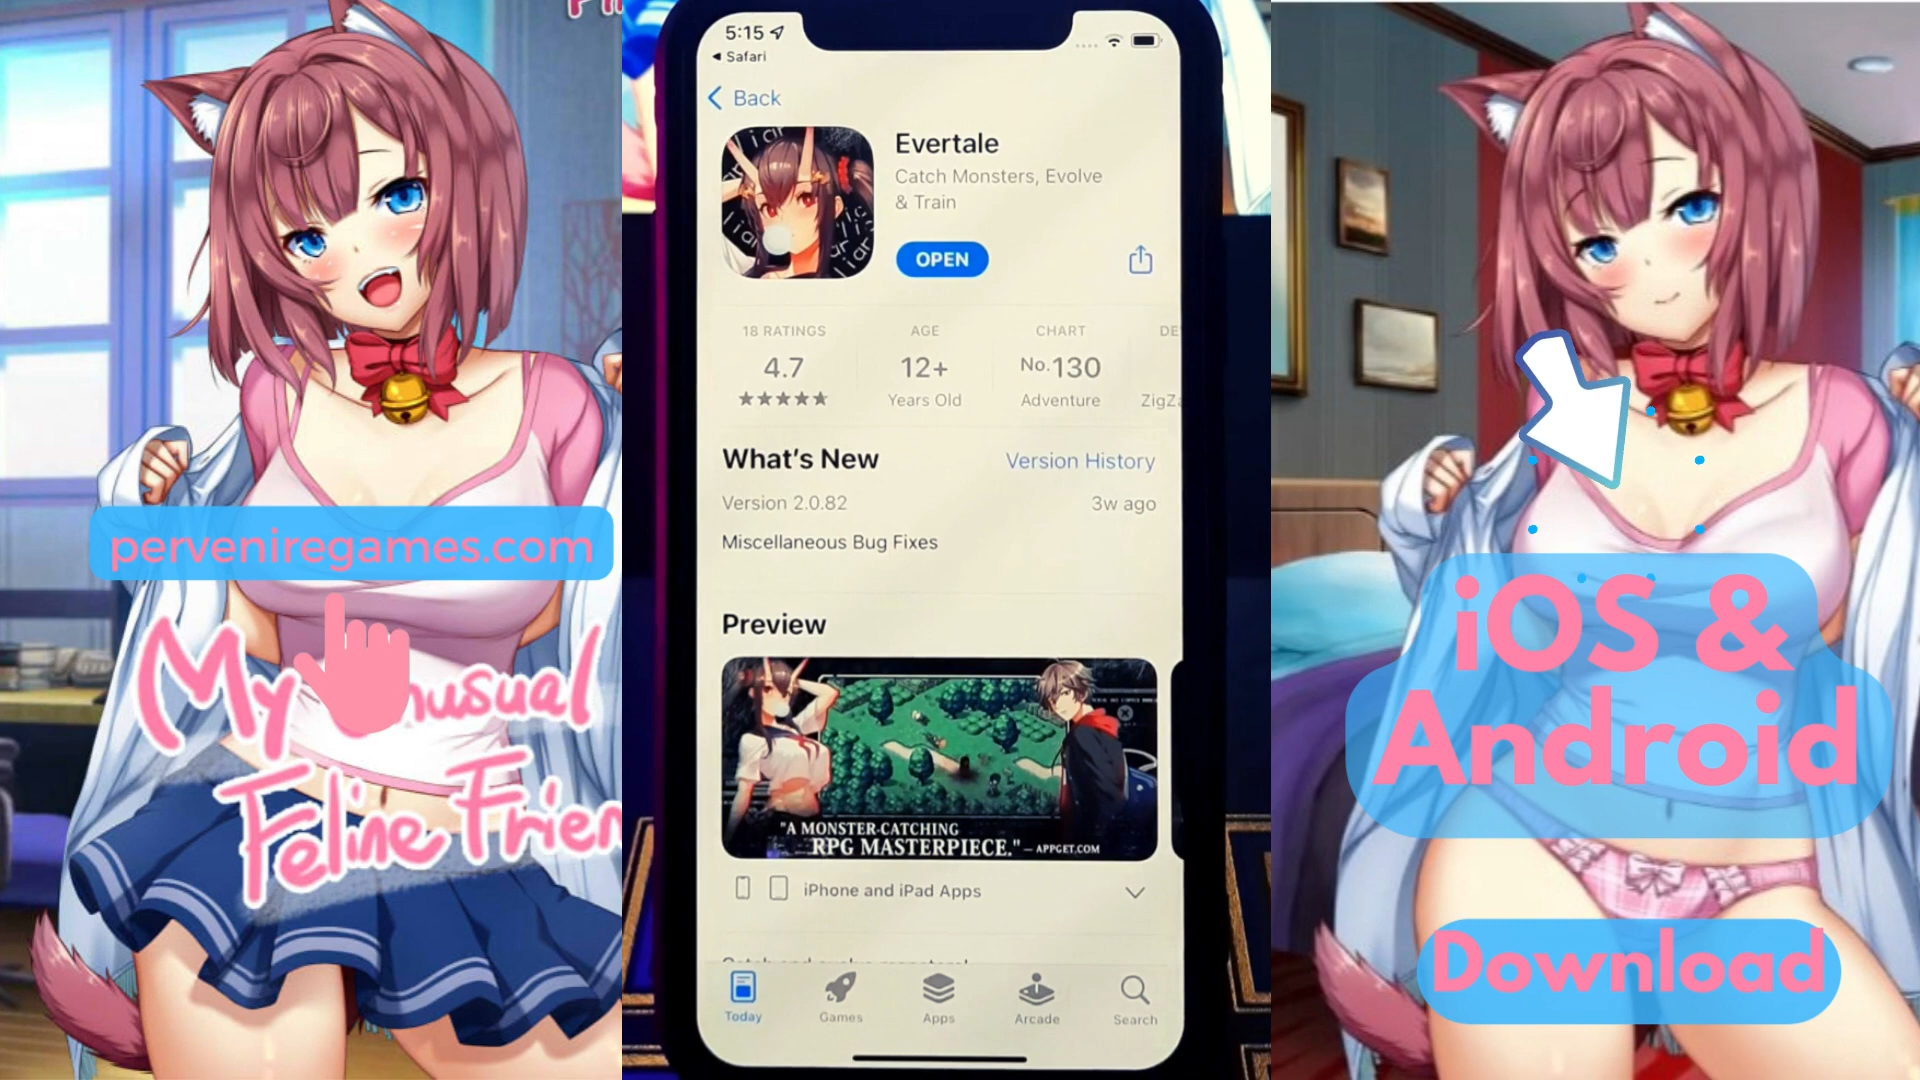 perveniregames.com
My Unusual
Feline Frien
5:15
Safari
Back
Evertale
Catch Monsters, Evolve
& Train
OPEN
18 RATINGS
AGE
CHART
DE
4.7
12+
No.130
Years Old
Adventure
ZigZa
What's New
Version History
Version 2.0.82
3w ago
Miscellaneous Bug Fixes
Preview
"A MONSTER-CATCHING
RPG MASTERPIECE." – APPGET.COM
iPhone and iPad Apps
Today
Games
Apps
Arcade
Search
iOS &
Android
Download